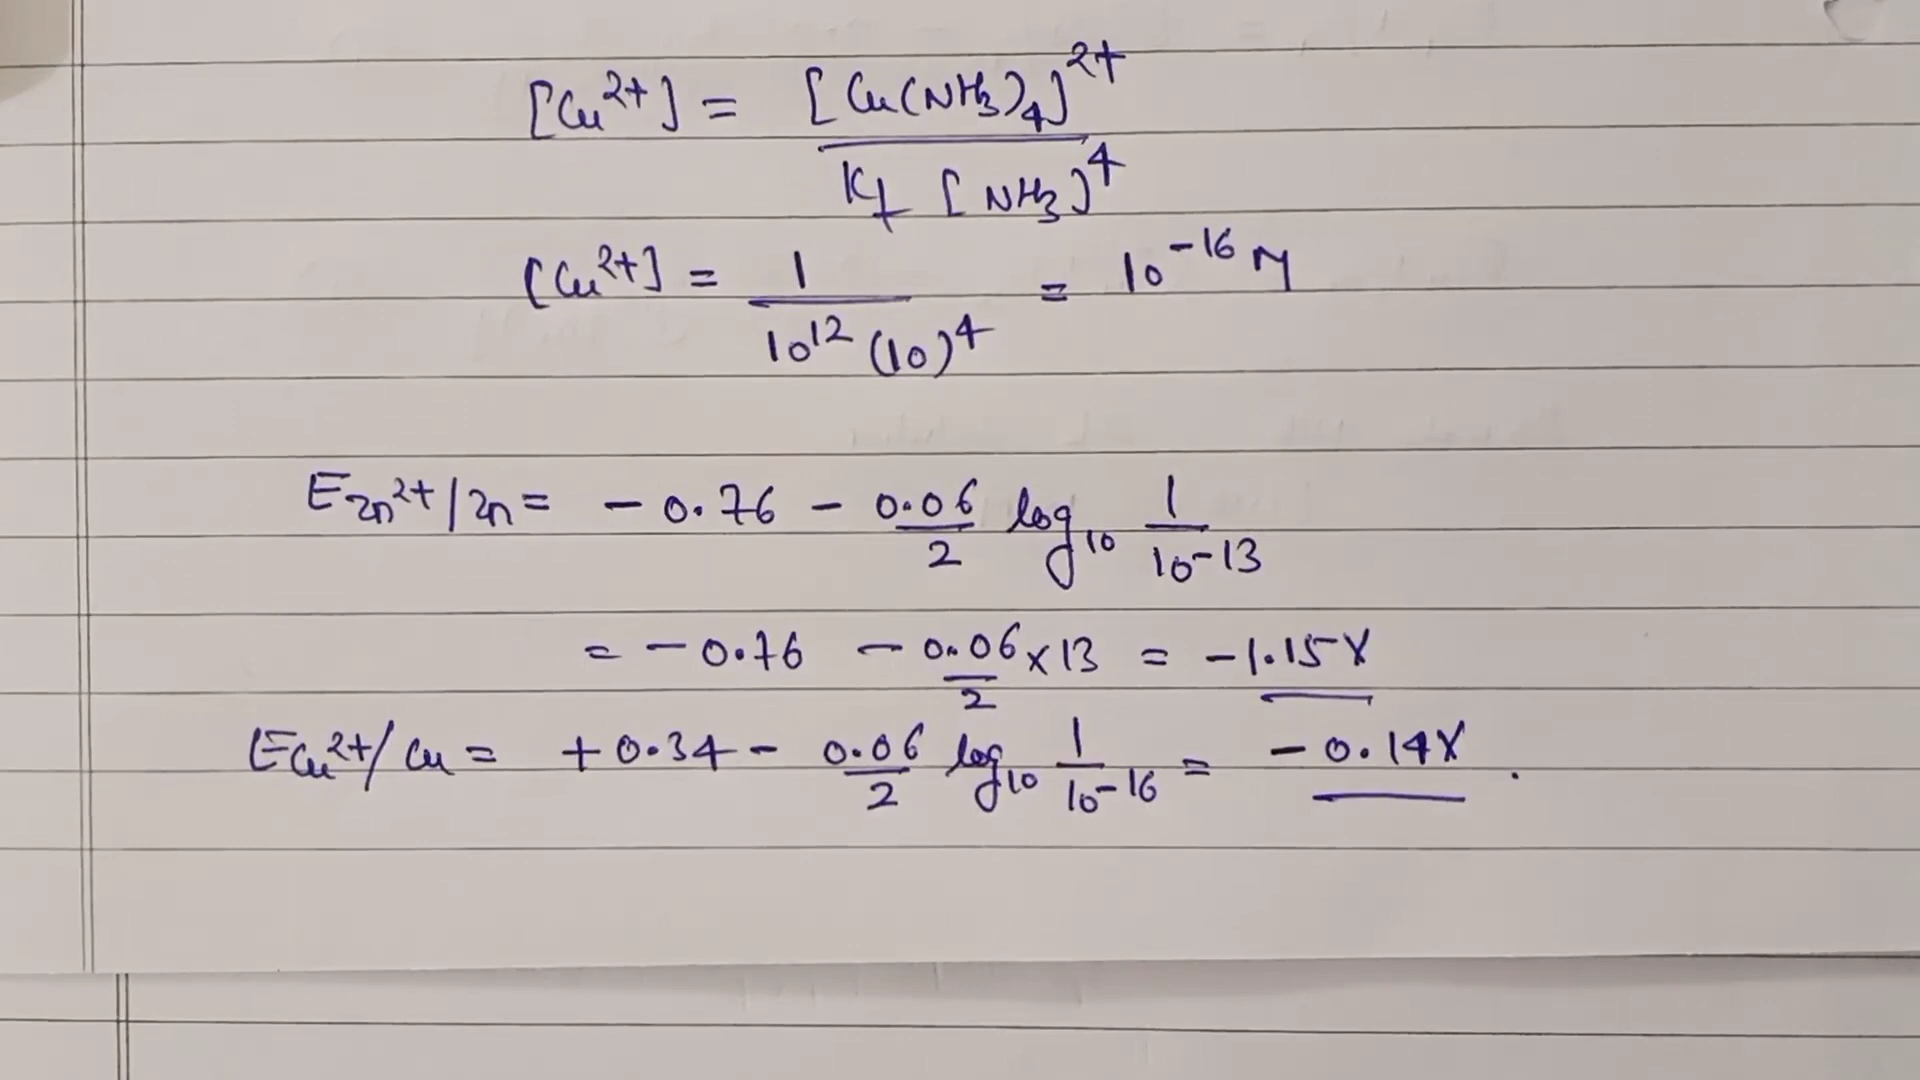 [Cu²⁺] = [Cu(NH₃)₄]²⁺ / K_f [NH₃]⁴
[Cu²⁺] = 1 / 10¹² (10)⁴ = 10⁻¹⁶ M
E Zn²⁺/Zn = - 0.76 - 0.06/2 log₁₀ 1/10⁻¹³
= - 0.76 - 0.06/2 × 13 = - 1.15 V
E Cu²⁺/Cu = + 0.34 - 0.06/2 log₁₀ 1/10⁻¹⁶ = - 0.14 V .